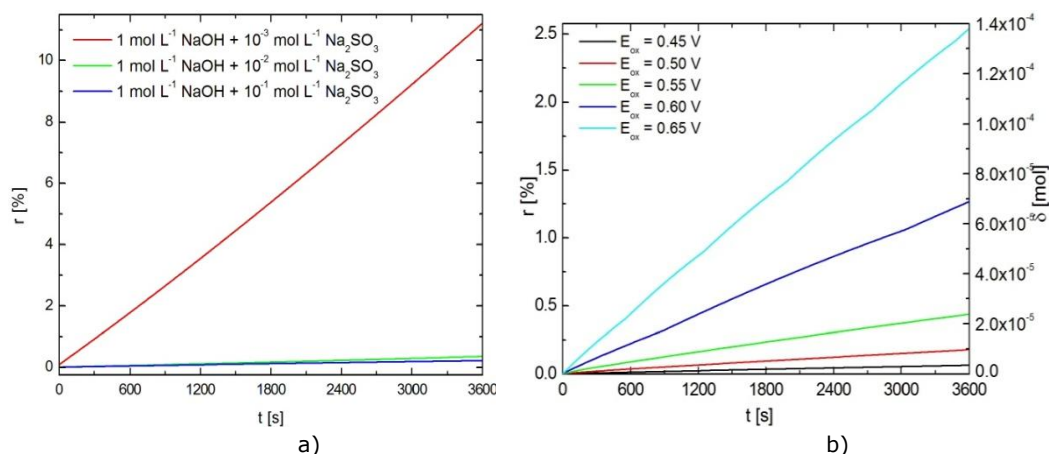 1 mol L⁻¹ NaOH + 10⁻³ mol L⁻¹ Na₂SO₃
1 mol L⁻¹ NaOH + 10⁻² mol L⁻¹ Na₂SO₃
1 mol L⁻¹ NaOH + 10⁻¹ mol L⁻¹ Na₂SO₃
10
8
6
4
2
0
r [%]
0 600 1200 1800 2400 3000 3600
t [s]
a)
E_ox = 0.45 V
E_ox = 0.50 V
E_ox = 0.55 V
E_ox = 0.60 V
E_ox = 0.65 V
2.5
2.0
1.5
1.0
0.5
0.0
r [%]
1.4x10⁻⁴
1.2x10⁻⁴
1.0x10⁻⁴
8.0x10⁻⁵
6.0x10⁻⁵
4.0x10⁻⁵
2.0x10⁻⁵
0.0
δ [mol]
0 600 1200 1800 2400 3000 3600
t [s]
b)